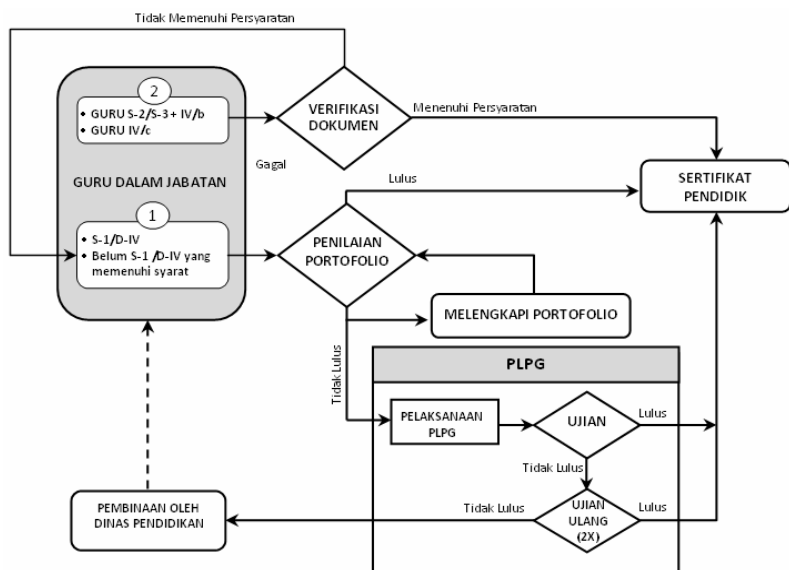 Tidak Memenuhi Persyaratan
2
• GURU S-2/S-3 + IV/b
• GURU IV/c
VERIFIKASI
DOKUMEN
Menenuhi Persyaratan
Gagal
GURU DALAM JABATAN
Lulus
SERTIFIKAT
PENDIDIK
1
• S-1/D-IV
• Belum S-1 /D-IV yang
memenuhi syarat
PENILAIAN
PORTOFOLIO
MELENGKAPI PORTOFOLIO
Tidak Lulus
PLPG
PELAKSANAAN
PLPG
UJIAN
Lulus
Tidak Lulus
PEMBINAAN OLEH
DINAS PENDIDIKAN
Tidak Lulus
UJIAN
ULANG
(2X)
Lulus